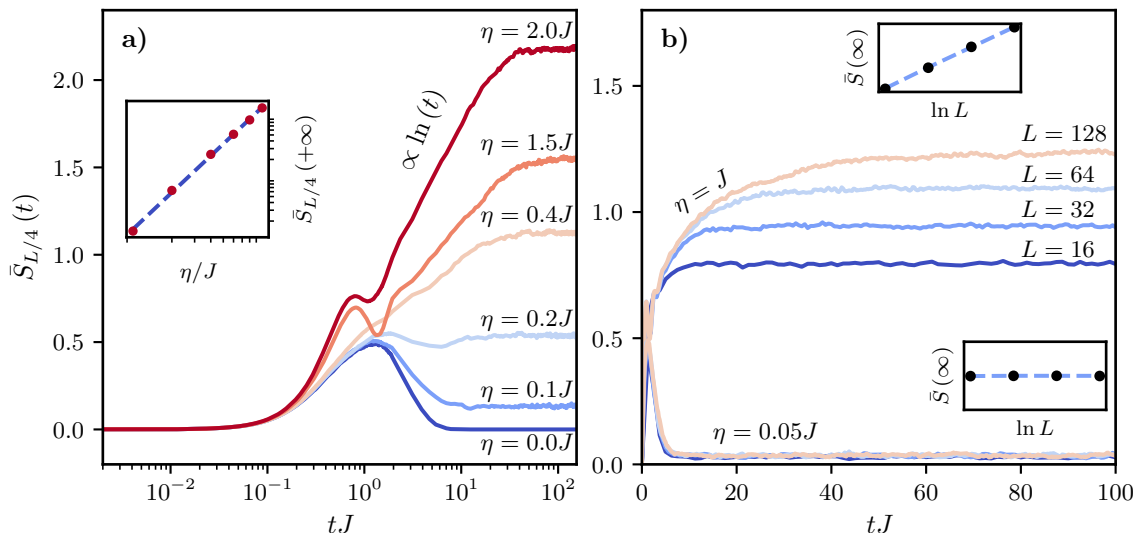 a)
η = 2.0J
∝ ln (t)
η = 1.5J
η = 0.4J
η = 0.2J
η = 0.1J
η = 0.0J
S̄_{L/4} (+∞)
η/J
S̄_{L/4} (t)
2.0
1.5
1.0
0.5
0.0
10^{−2}
10^{−1}
10^{0}
10^{1}
10^{2}
tJ
b)
S̄ (∞)
ln L
L = 128
L = 64
L = 32
L = 16
η = J
S̄ (∞)
ln L
η = 0.05J
1.5
1.0
0.5
0.0
0
20
40
60
80
100
tJ